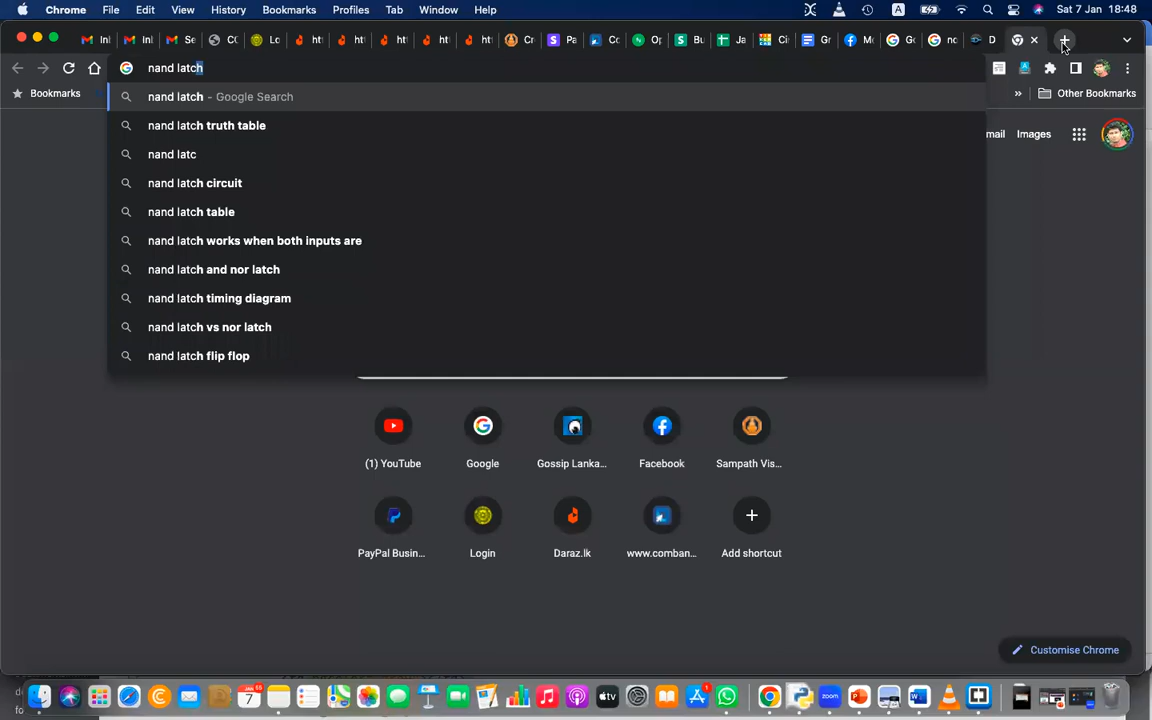 Chrome File Edit View History Bookmarks Profiles Tab Window Help A Sat 7 Jan 18:48
nand latch
Bookmarks » Other Bookmarks
nand latch - Google Search
nand latch truth table
mail Images
nand latc
nand latch circuit
nand latch table
nand latch works when both inputs are
nand latch and nor latch
nand latch timing diagram
nand latch vs nor latch
nand latch flip flop
(1) YouTube Google Gossip Lanka... Facebook Sampath Vis...
PayPal Busin... Login Daraz.lk www.comban... Add shortcut
Customise Chrome